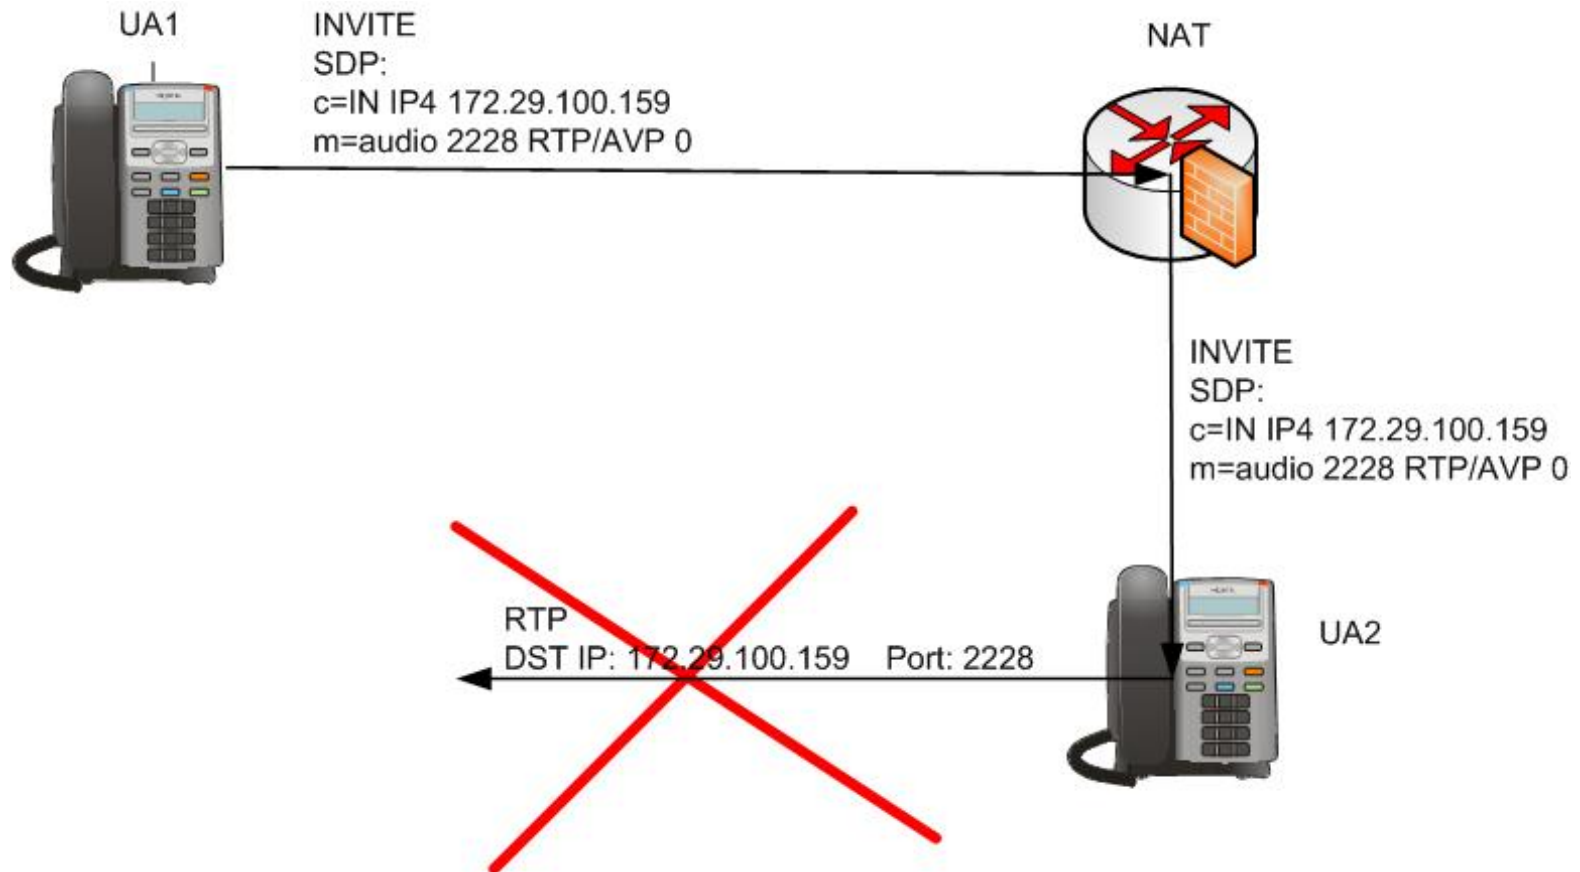 UA1
INVITE
SDP:
c=IN IP4 172.29.100.159
m=audio 2228 RTP/AVP 0
NAT
INVITE
SDP:
c=IN IP4 172.29.100.159
m=audio 2228 RTP/AVP 0
RTP
DST IP: 172.29.100.159 Port: 2228
UA2